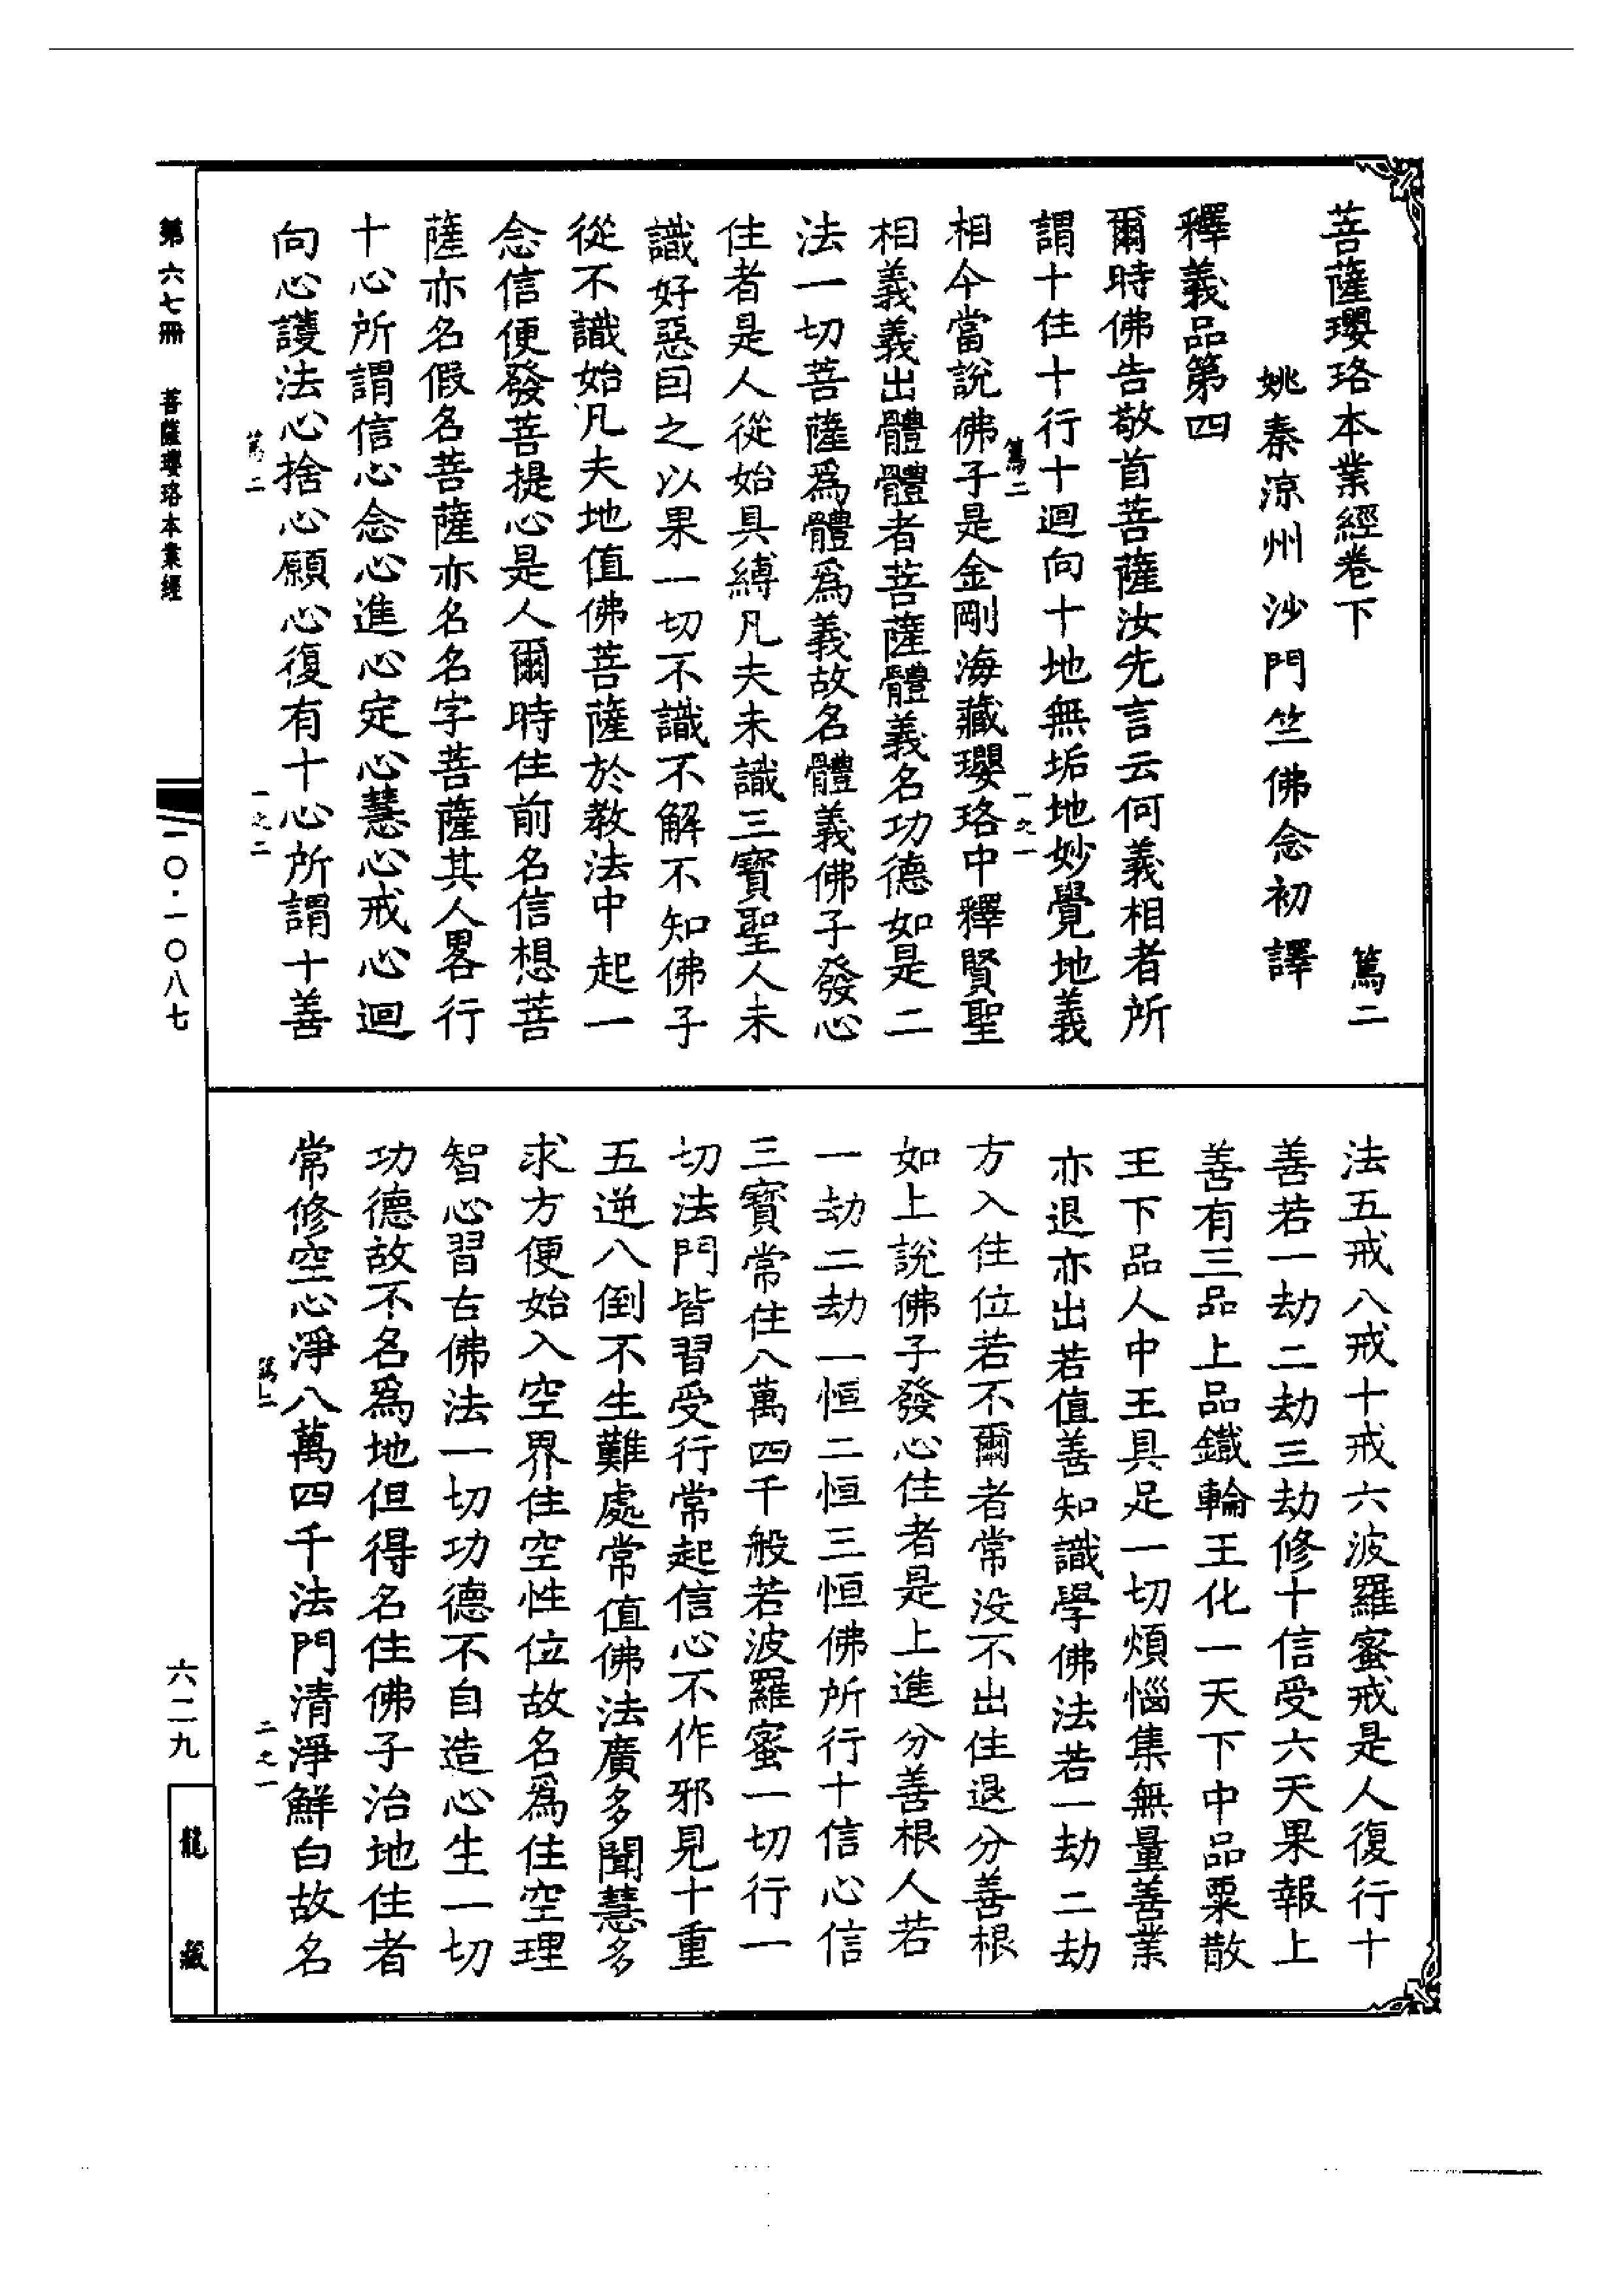 菩薩瓔珞本業經卷下　篤二
姚秦涼州沙門竺佛念初譯
釋義品第四
爾時佛告敬首菩薩汝先言云何義相者所
謂十住十行十迴向十地無垢地妙覺地義
篤二　一之一
相今當說佛子是金剛海藏瓔珞中釋賢聖
相義義出體體者菩薩體義名功德如是二
法一切菩薩爲體爲義故名體義佛子發心
住者是人從始具縛凡夫未識三寶聖人未
識好惡因之以果一切不識不解不知佛子
從不識始凡夫地值佛菩薩於教法中起一
念信便發菩提心是人爾時住前名信想菩
薩亦名假名菩薩亦名名字菩薩其人畧行
十心所謂信心念心進心定心慧心戒心迴
向心護法心捨心願心復有十心所謂十善
篤二　一之二
法五戒八戒十戒六波羅蜜戒是人復行十
善若一劫二劫三劫修十信受六天果報上
善有三品上品鐵輪王化一天下中品粟散
王下品人中王具足一切煩惱集無量善業
亦退亦出若值善知識學佛法若一劫二劫
方入住位若不爾者常没不出住退分善根
如上說佛子發心住者是上進分善根人若
一劫二劫一恒二恒三恒佛所行十信心信
三寶常住八萬四千般若波羅蜜一切行一
切法門皆習受行常起信心不作邪見十重
五逆八倒不生難處常值佛法廣多聞慧多
求方便始入空界住空性位故名爲住空理
智心習古佛法一切功德不自造心生一切
功德故不名爲地但得名住佛子治地住者
常修空心淨八萬四千法門清淨鮮白故名
二之一
第六七冊　菩薩瓔珞本業經
一〇·一〇八七
六二九
龍藏